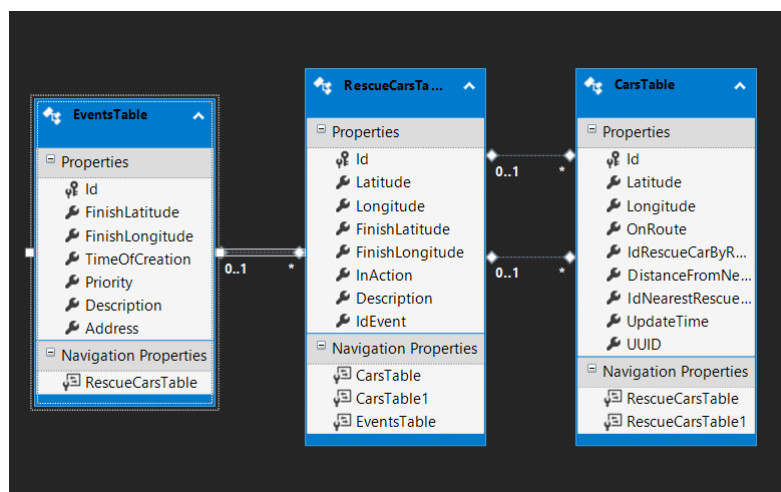 EventsTable
Properties
Id
FinishLatitude
FinishLongitude
TimeOfCreation
Priority
Description
Address
Navigation Properties
RescueCarsTable
0..1 *
RescueCarsTa...
Properties
Id
Latitude
Longitude
FinishLatitude
FinishLongitude
InAction
Description
IdEvent
Navigation Properties
CarsTable
CarsTable1
EventsTable
0..1 *
0..1 *
CarsTable
Properties
Id
Latitude
Longitude
OnRoute
IdRescueCarByR...
DistanceFromNe...
IdNearestRescue...
UpdateTime
UUID
Navigation Properties
RescueCarsTable
RescueCarsTable1